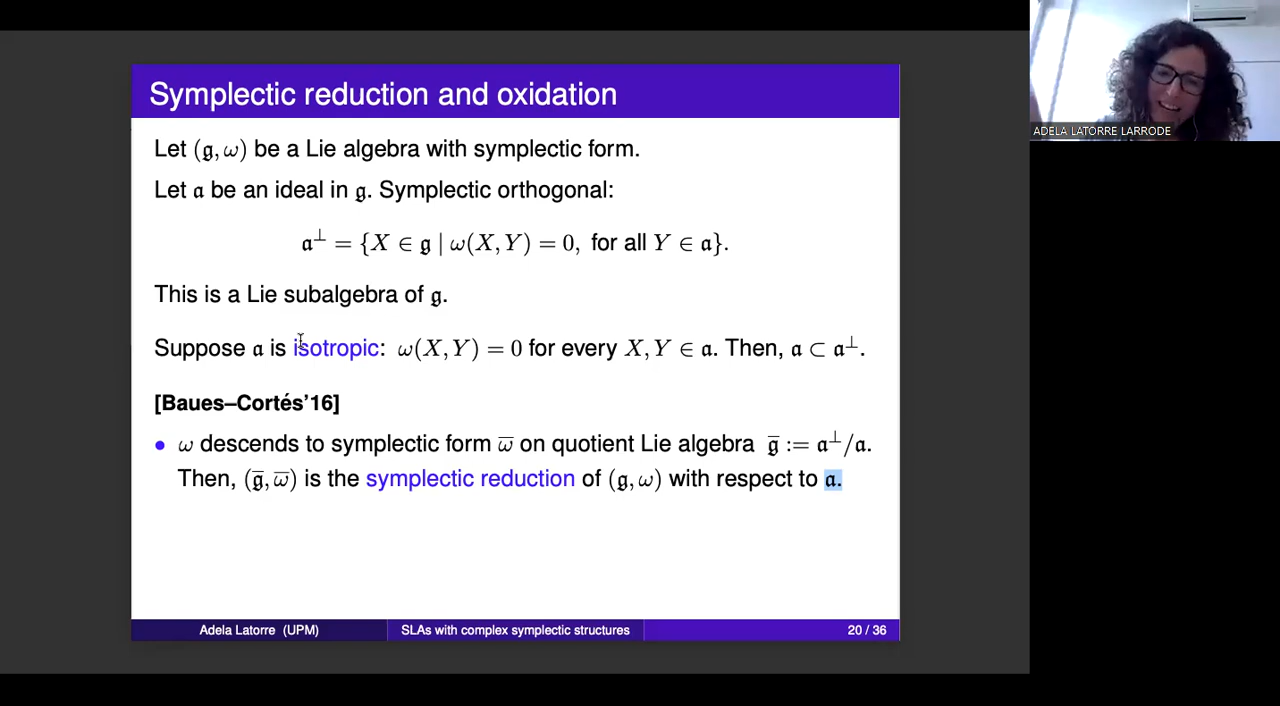 Symplectic reduction and oxidation
Let (𝔤, ω) be a Lie algebra with symplectic form.
Let 𝔞 be an ideal in 𝔤. Symplectic orthogonal:
𝔞⊥ = {X ∈ 𝔤 | ω(X, Y) = 0, for all Y ∈ 𝔞}.
This is a Lie subalgebra of 𝔤.
Suppose 𝔞 is isotropic: ω(X, Y) = 0 for every X, Y ∈ 𝔞. Then, 𝔞 ⊂ 𝔞⊥.
[Baues–Cortés'16]
• ω descends to symplectic form ω̅ on quotient Lie algebra 𝔤̅ := 𝔞⊥/𝔞.
Then, (𝔤̅, ω̅) is the symplectic reduction of (𝔤, ω) with respect to 𝔞.
Adela Latorre (UPM) SLAs with complex symplectic structures 20 / 36
ADELA LATORRE LARRODE